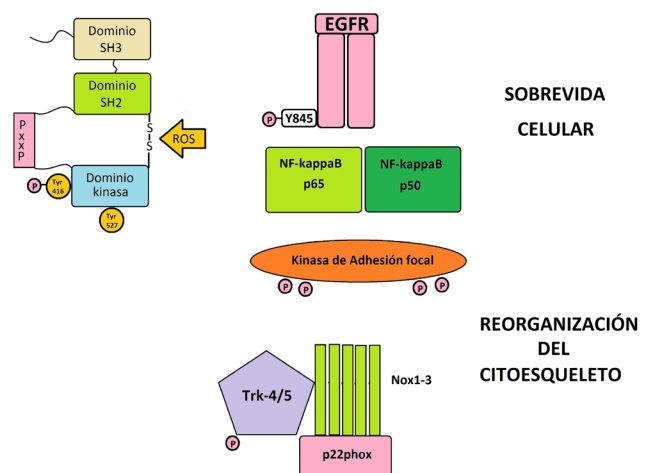 Dominio
SH3
Dominio
SH2
P
x
x
P
S
S
ROS
P
Tyr
416
Dominio
kinasa
Tyr
527
EGFR
P
Y845
SOBREVIDA
CELULAR
NF-kappaB
p65
NF-kappaB
p50
Kinasa de Adhesión focal
P
P
P
P
REORGANIZACIÓN
DEL
CITOESQUELETO
Trk-4/5
P
Nox1-3
p22phox